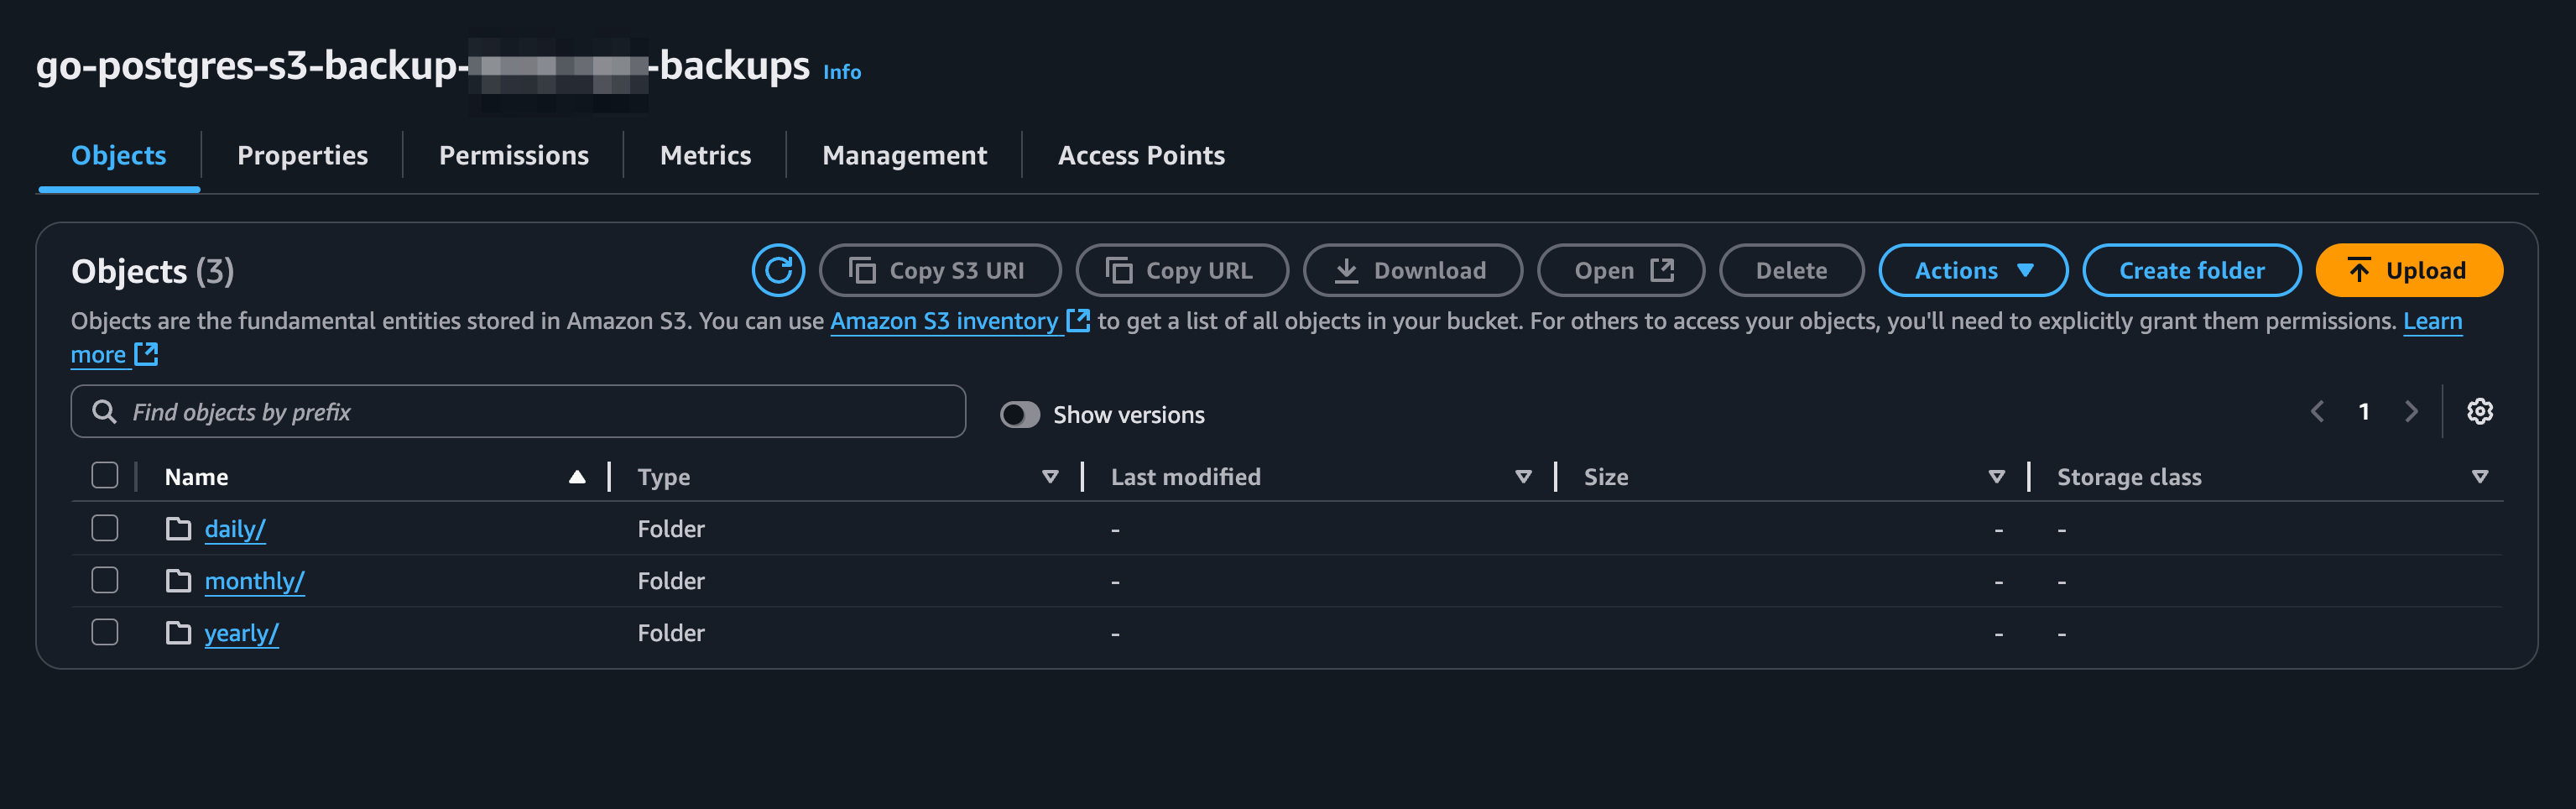 go-postgres-s3-backup- -backups Info
Objects Properties Permissions Metrics Management Access Points
Objects (3) Copy S3 URI Copy URL Download Open Delete Actions Create folder Upload
Objects are the fundamental entities stored in Amazon S3. You can use Amazon S3 inventory to get a list of all objects in your bucket. For others to access your objects, you'll need to explicitly grant them permissions. Learn
more
Find objects by prefix Show versions 1
Name Type Last modified Size Storage class
daily/ Folder - - -
monthly/ Folder - - -
yearly/ Folder - - -